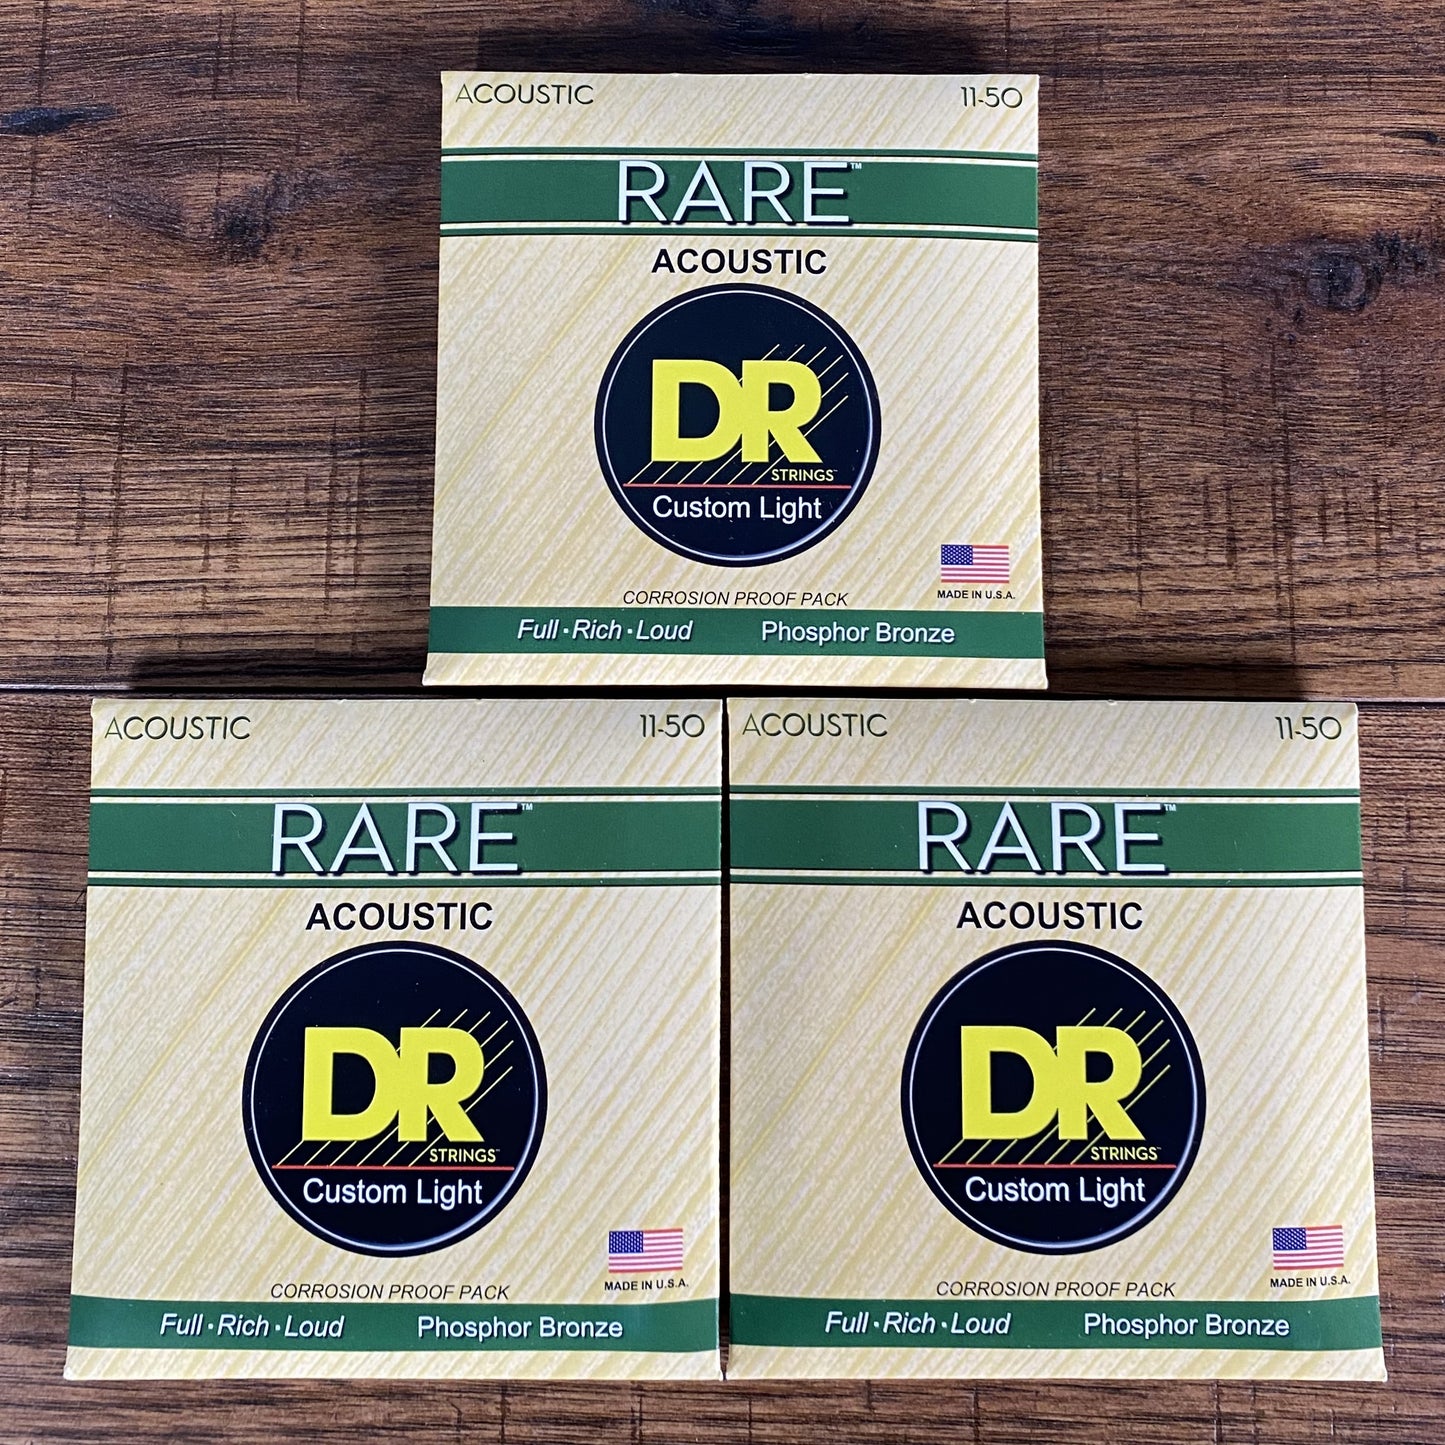 ACOUSTIC 11-50
RARE™
ACOUSTIC
DR
STRINGS™
Custom Light
MADE IN U.S.A.
CORROSION PROOF PACK
Full · Rich · Loud Phosphor Bronze
ACOUSTIC 11-50
RARE™
ACOUSTIC
DR
STRINGS™
Custom Light
MADE IN U.S.A.
CORROSION PROOF PACK
Full · Rich · Loud Phosphor Bronze
ACOUSTIC 11-50
RARE™
ACOUSTIC
DR
STRINGS™
Custom Light
MADE IN U.S.A.
CORROSION PROOF PACK
Full · Rich · Loud Phosphor Bronze